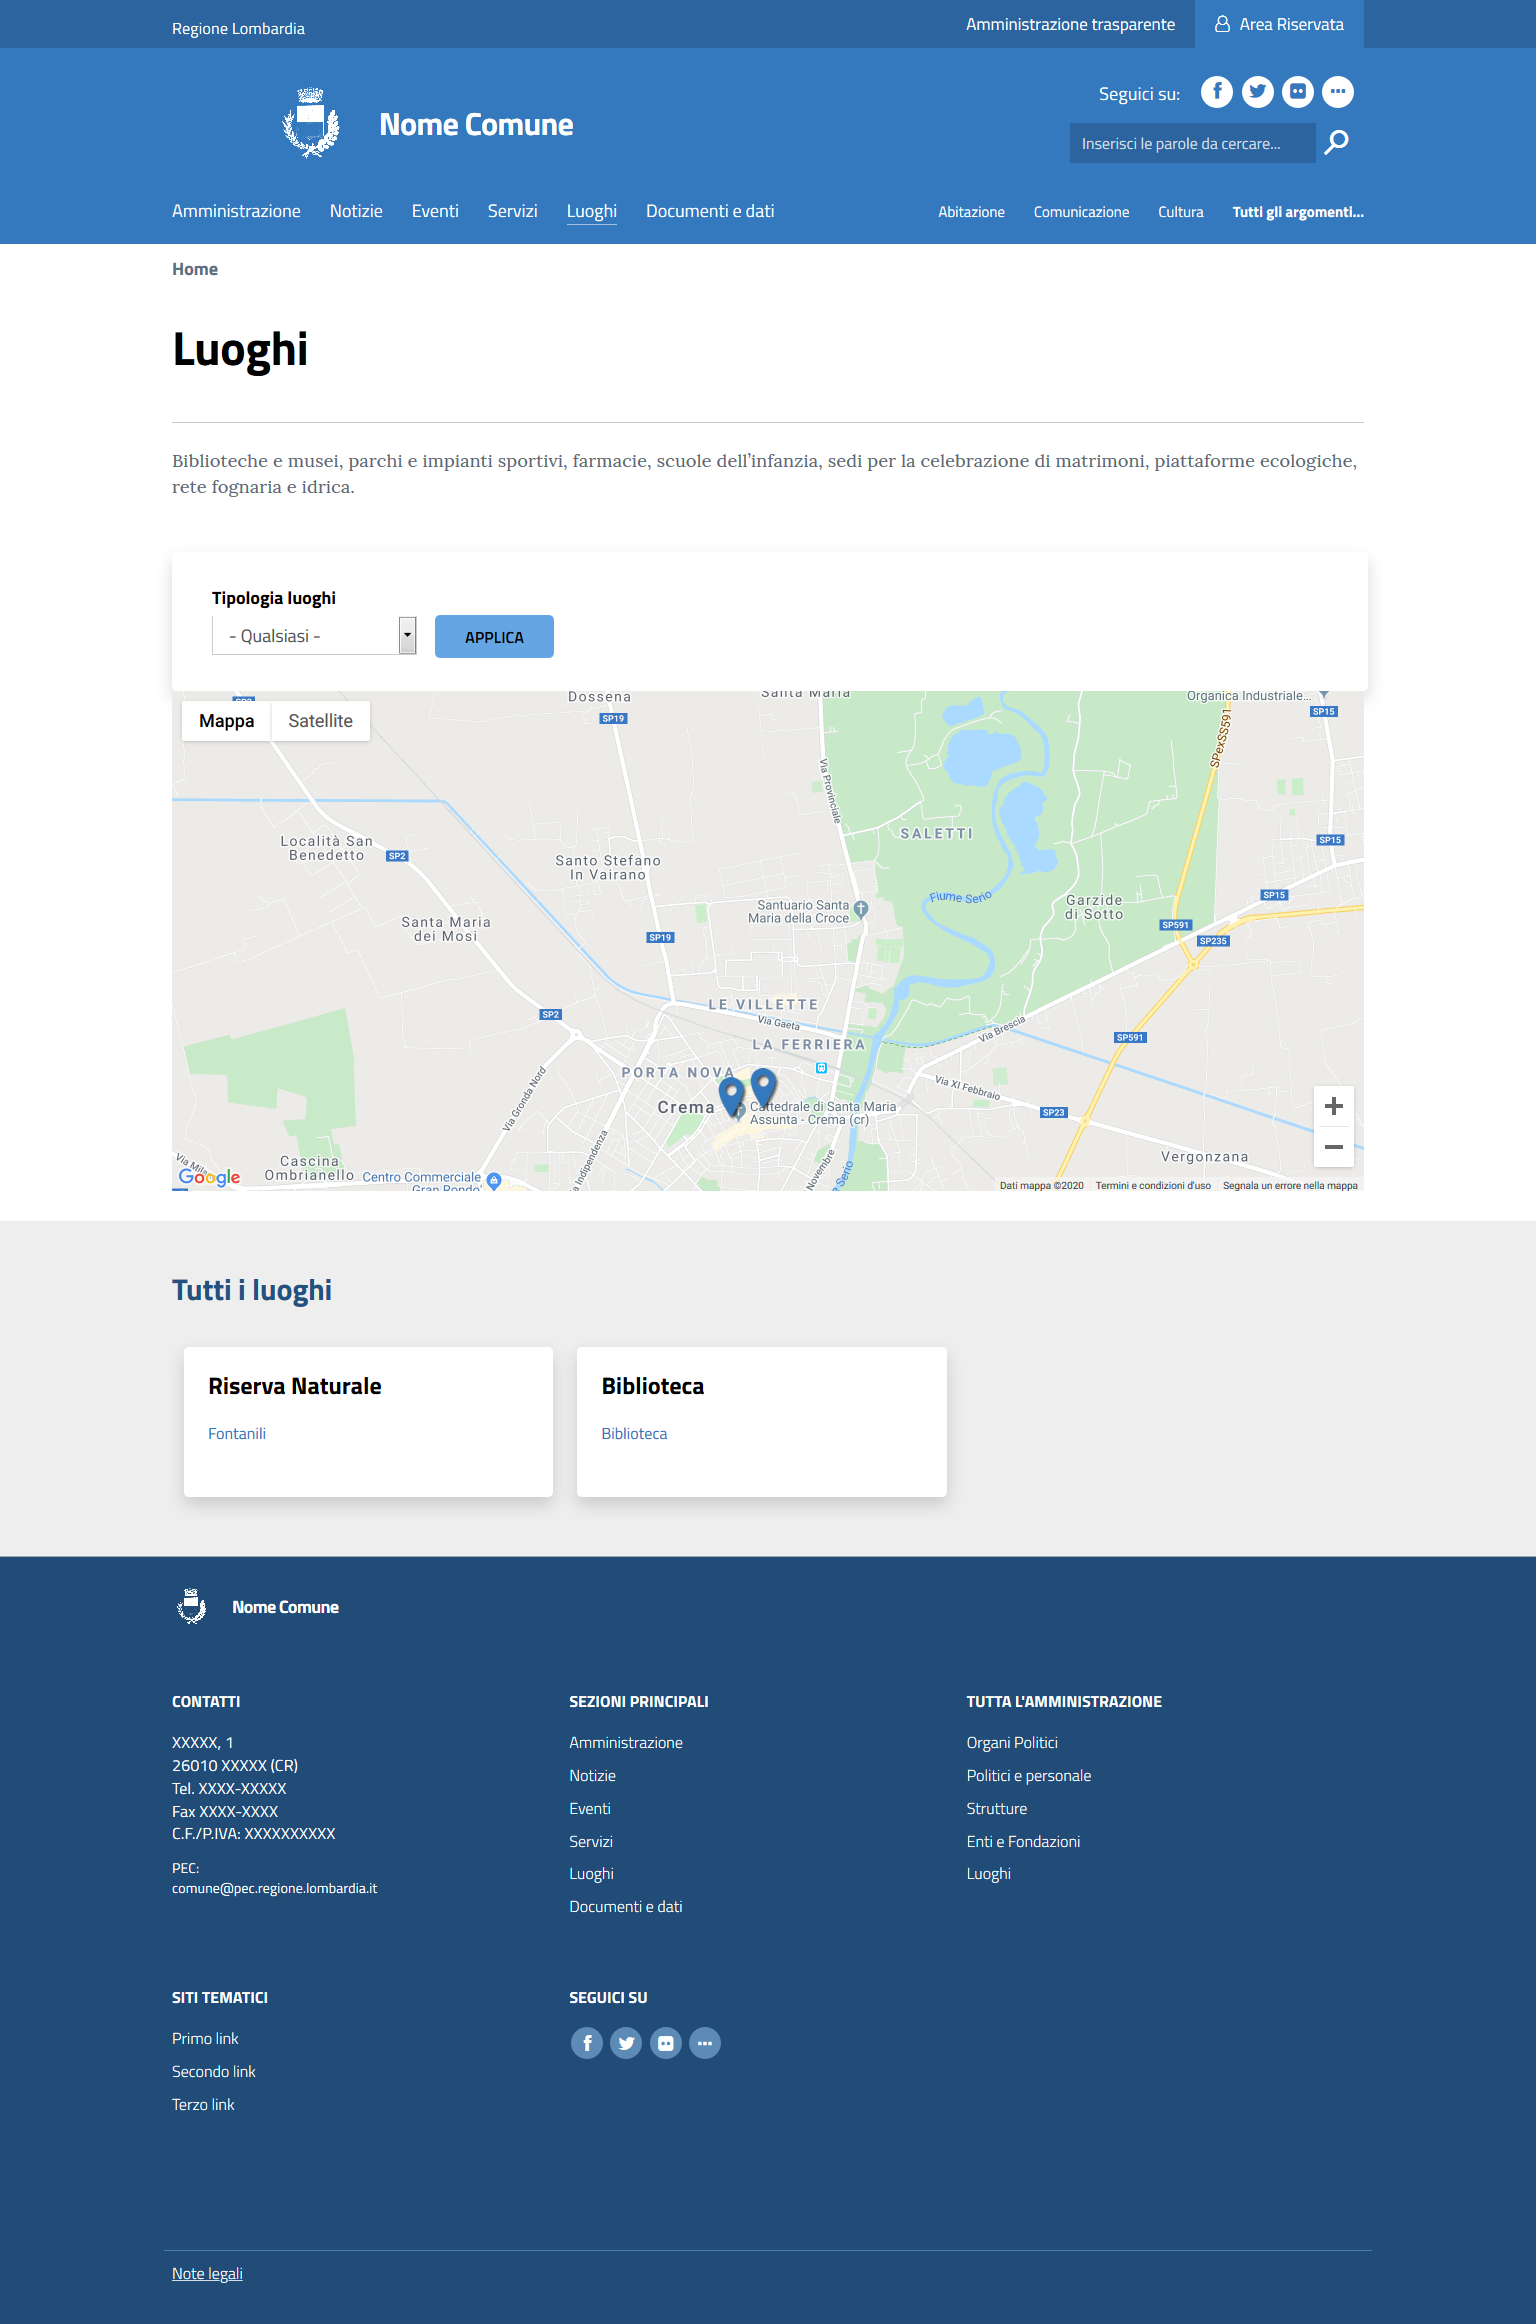 Regione Lombardia
Amministrazione trasparente
Area Riservata
Seguici su:
Nome Comune
Inserisci le parole da cercare...
Amministrazione Notizie Eventi Servizi Luoghi Documenti e dati
Abitazione Comunicazione Cultura Tutti gli argomenti...
Home
Luoghi
Biblioteche e musei, parchi e impianti sportivi, farmacie, scuole dell'infanzia, sedi per la celebrazione di matrimoni, piattaforme ecologiche,
rete fognaria e idrica.
Tipologia luoghi
- Qualsiasi -
APPLICA
Mappa
Satellite
Dossena
SP19
Santa Maria
Organica Industriale...
SP15
SPexSS591
Via Provinciale
SALETTI
SP15
Località San
Benedetto
SP2
Santo Stefano
In Vairano
Fiume Serio
SP15
Garzide
di Sotto
Santuario Santa
Maria della Croce
Santa Maria
dei Mosi
SP19
SP591
SP235
LE VILLETTE
SP2
Via Gaeta
Via Brescia
SP591
LA FERRIERA
PORTA NOVA
Via Gronda Nord
Via XI Febbraio
Crema
Cattedrale di Santa Maria
Assunta - Crema (cr)
SP23
a Indipendenza
Novembre
e Serio
Vergonzana
Via Mila
Cascina
Ombrianello
Centro Commerciale
Gran Rondo'
Google
Dati mappa ©2020
Termini e condizioni d'uso
Segnala un errore nella mappa
Tutti i luoghi
Riserva Naturale
Fontanili
Biblioteca
Biblioteca
Nome Comune
CONTATTI
XXXXX, 1
26010 XXXXX (CR)
Tel. XXXX-XXXXX
Fax XXXX-XXXX
C.F./P.IVA: XXXXXXXXXX
PEC:
comune@pec.regione.lombardia.it
SEZIONI PRINCIPALI
Amministrazione
Notizie
Eventi
Servizi
Luoghi
Documenti e dati
TUTTA L'AMMINISTRAZIONE
Organi Politici
Politici e personale
Strutture
Enti e Fondazioni
Luoghi
SITI TEMATICI
Primo link
Secondo link
Terzo link
SEGUICI SU
Note legali